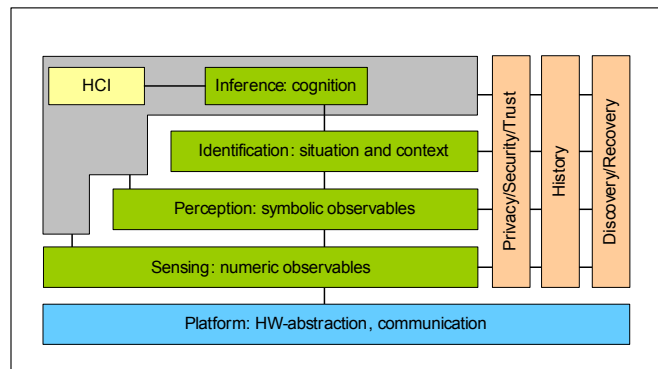 HCI
Inference: cognition
Identification: situation and context
Perception: symbolic observables
Sensing: numeric observables
Platform: HW-abstraction, communication
Privacy/Security/Trust
History
Discovery/Recovery